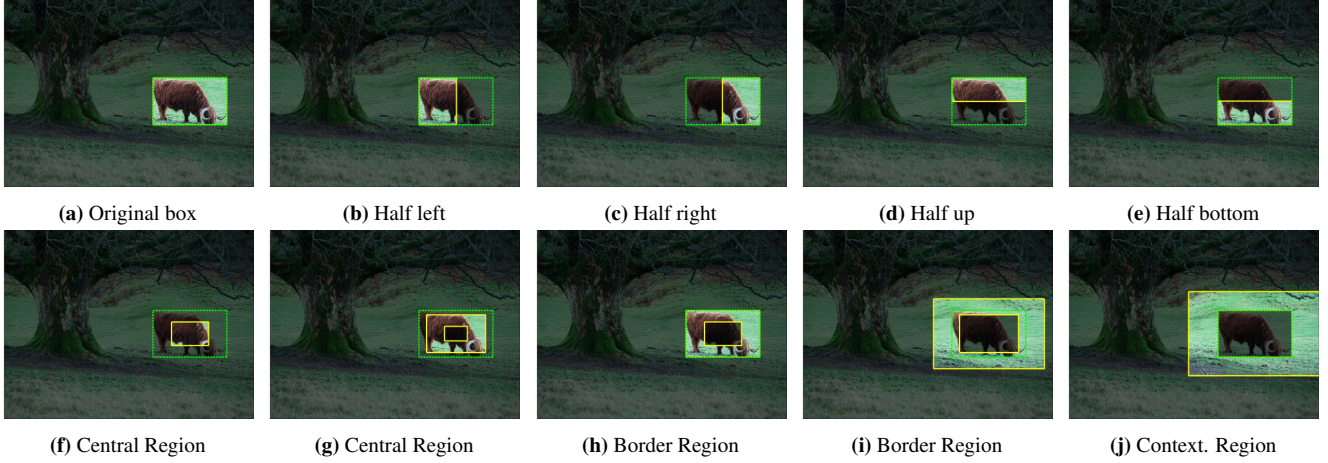 (a) Original box
(b) Half left
(c) Half right
(d) Half up
(e) Half bottom
(f) Central Region
(g) Central Region
(h) Border Region
(i) Border Region
(j) Context. Region